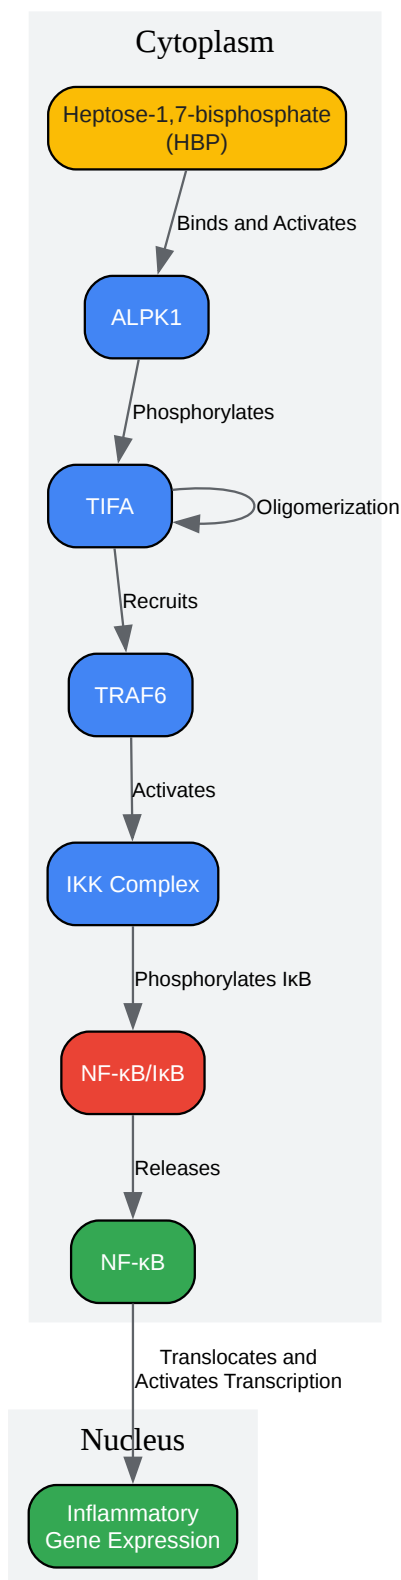 Cytoplasm
Heptose-1,7-bisphosphate
(HBP)
Binds and Activates
ALPK1
Phosphorylates
TIFA
Oligomerization
Recruits
TRAF6
Activates
IKK Complex
Phosphorylates IκB
NF-κB/IκB
Releases
NF-κB
Translocates and
Activates Transcription
Nucleus
Inflammatory
Gene Expression